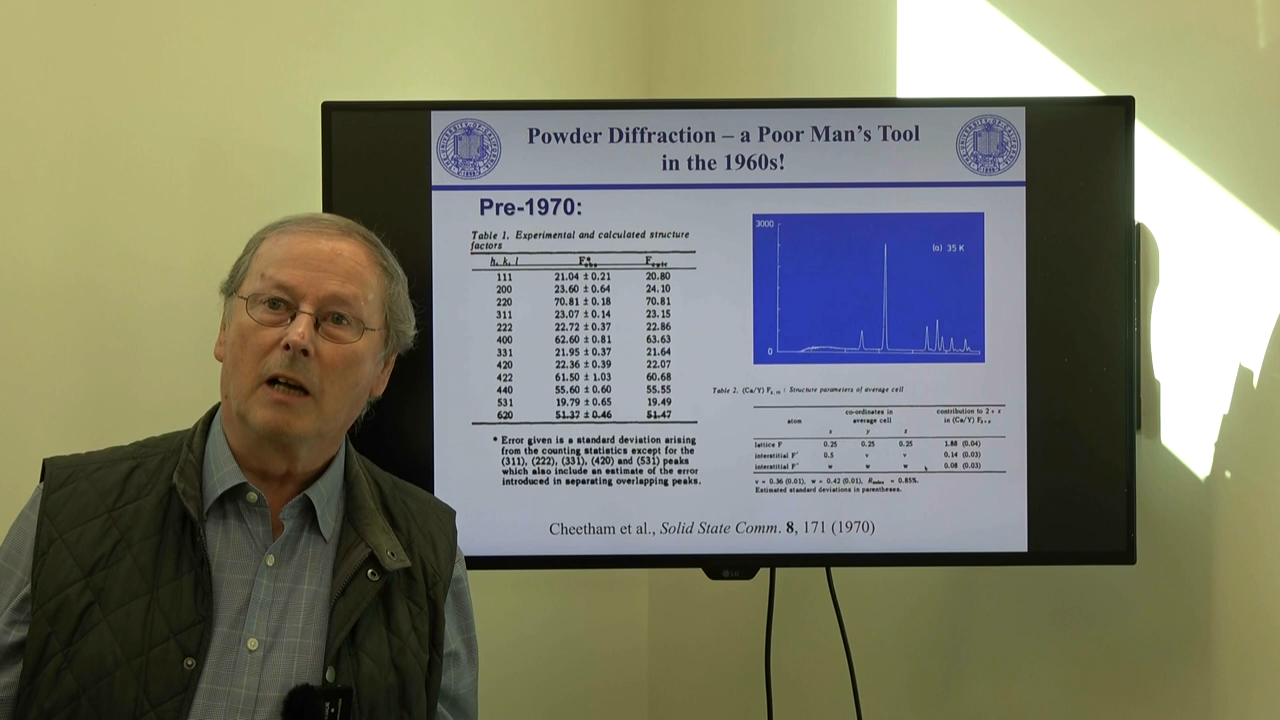 Powder Diffraction – a Poor Man's Tool
in the 1960s!
Pre-1970:
Table 1. Experimental and calculated structure
factors
h, k, l F*obs Fcalc
111 21.04 ± 0.21 20.80
200 23.60 ± 0.64 24.10
220 70.81 ± 0.18 70.81
311 23.07 ± 0.14 23.15
222 22.72 ± 0.37 22.86
400 62.60 ± 0.81 63.63
331 21.95 ± 0.37 21.64
420 22.36 ± 0.39 22.07
422 61.50 ± 1.03 60.68
440 55.60 ± 0.60 55.55
531 19.79 ± 0.65 19.49
620 51.37 ± 0.46 51.47
* Error given is a standard deviation arising
from the counting statistics except for the
(311), (222), (331), (420) and (531) peaks
which also include an estimate of the error
introduced in separating overlapping peaks.
3000
(a) 35 K
0
Table 2. (Ca/Y) F : Structure parameters of average cell
atom
co-ordinates in
average cell
x y z
contribution to 2 + x
in (Ca/Y) F2+x
lattice F 0.25 0.25 0.25 1.88 (0.04)
interstitial F' 0.5 v v 0.14 (0.03)
interstitial F" w w w 0.08 (0.03)
v = 0.36 (0.01), w = 0.42 (0.01), Rindex = 0.85%.
Estimated standard deviations in parentheses.
Cheetham et al., Solid State Comm. 8, 171 (1970)
LG